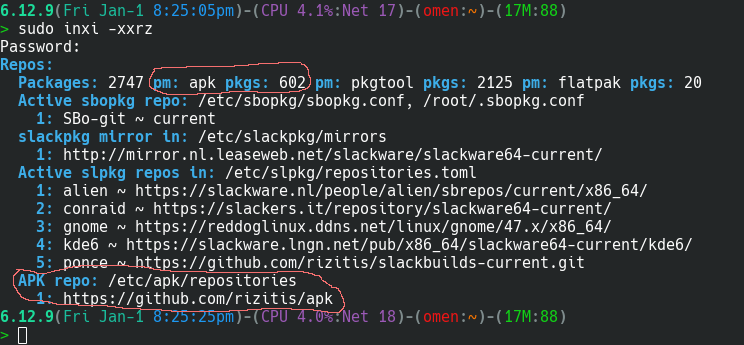 6.12.9(Fri Jan-1 8:25:05pm)-(CPU 4.1%:Net 17)-(omen:~)-(17M:88)
> sudo inxi -xxrz
Password:
Repos:
Packages: 2747 pm: apk pkgs: 602 pm: pkgtool pkgs: 2125 pm: flatpak pkgs: 20
Active sbopkg repo: /etc/sbopkg/sbopkg.conf, /root/.sbopkg.conf
1: SBo-git ~ current
slackpkg mirror in: /etc/slackpkg/mirrors
1: http://mirror.nl.leaseweb.net/slackware/slackware64-current/
Active slpkg repos in: /etc/slpkg/repositories.toml
1: alien ~ https://slackware.nl/people/alien/sbrepos/current/x86_64/
2: conraid ~ https://slackers.it/repository/slackware64-current/
3: gnome ~ https://reddoglinux.ddns.net/linux/gnome/47.x/x86_64/
4: kde6 ~ https://slackware.lngn.net/pub/x86_64/slackware64-current/kde6/
5: ponce ~ https://github.com/rizitis/slackbuilds-current.git
APK repo: /etc/apk/repositories
1: https://github.com/rizitis/apk
6.12.9(Fri Jan-1 8:25:25pm)-(CPU 4.0%:Net 18)-(omen:~)-(17M:88)
>